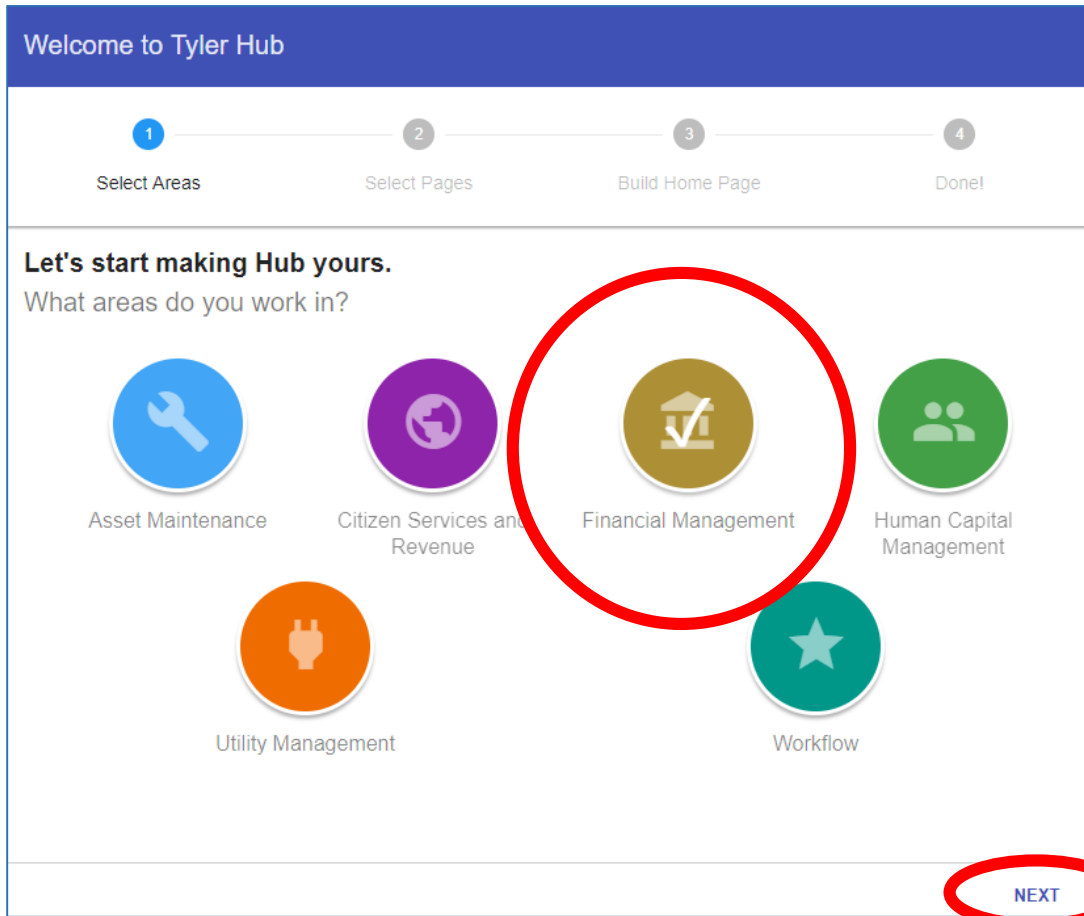 Welcome to Tyler Hub
1
2
3
4
Select Areas
Select Pages
Build Home Page
Done!
Let's start making Hub yours.
What areas do you work in?
Asset Maintenance
Citizen Services and
Revenue
Financial Management
Human Capital
Management
Utility Management
Workflow
NEXT